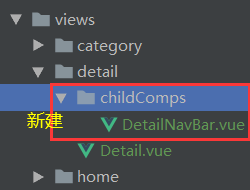 views
category
detail
childComps
新建
DetailNavBar.vue
Detail.vue
home